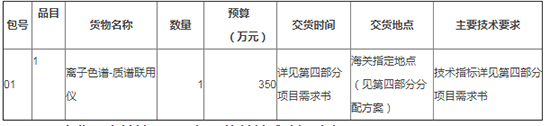 包号 品目 货物名称 数量 预算
（万元） 交货时间 交货地点 主要技术要求
01 1 离子色谱-质谱联用
仪 1 350 详见第四部分
项目需求书 海关指定地点
（见第四部分分
配方案） 技术指标详见第四部分
项目需求书